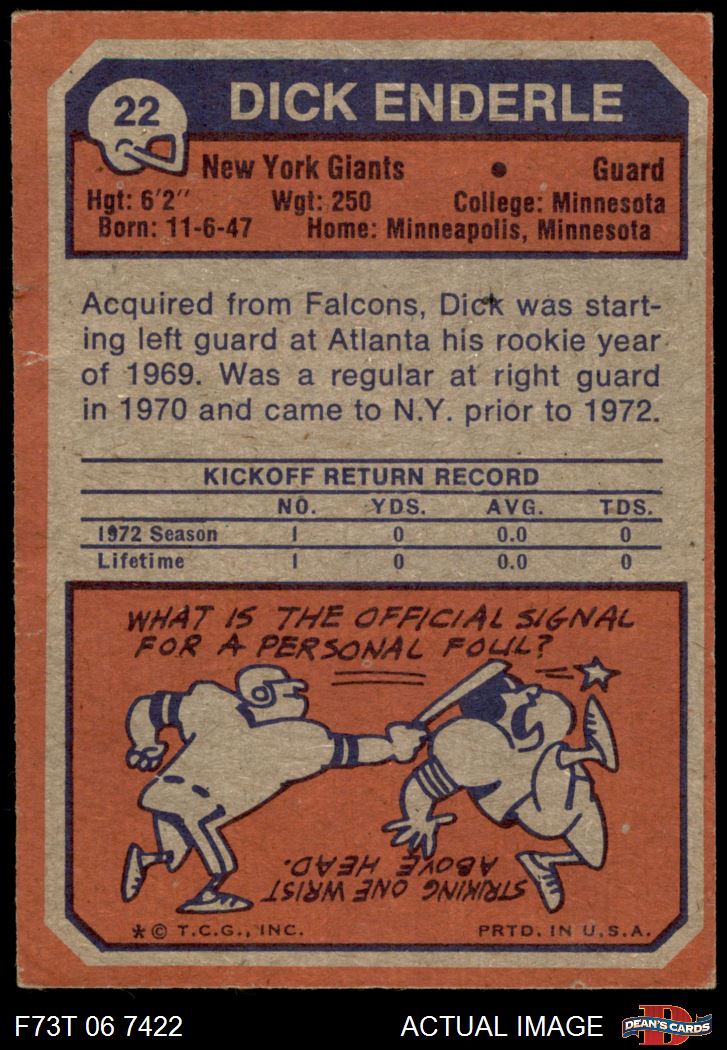 22
DICK ENDERLE
New York Giants • Guard
Hgt: 6'2" Wgt: 250 College: Minnesota
Born: 11-6-47 Home: Minneapolis, Minnesota
Acquired from Falcons, Dick was start-
ing left guard at Atlanta his rookie year
of 1969. Was a regular at right guard
in 1970 and came to N.Y. prior to 1972.
KICKOFF RETURN RECORD
NO. YDS. AVG. TDS.
1972 Season 1 0 0.0 0
Lifetime 1 0 0.0 0
WHAT IS THE OFFICIAL SIGNAL
FOR A PERSONAL FOUL?
STRIKING ONE WRIST
ABOVE HEAD.
* © T.C.G., INC. PRTD. IN U.S.A.
F73T 06 7422 ACTUAL IMAGE
D
DEAN'S CARDS